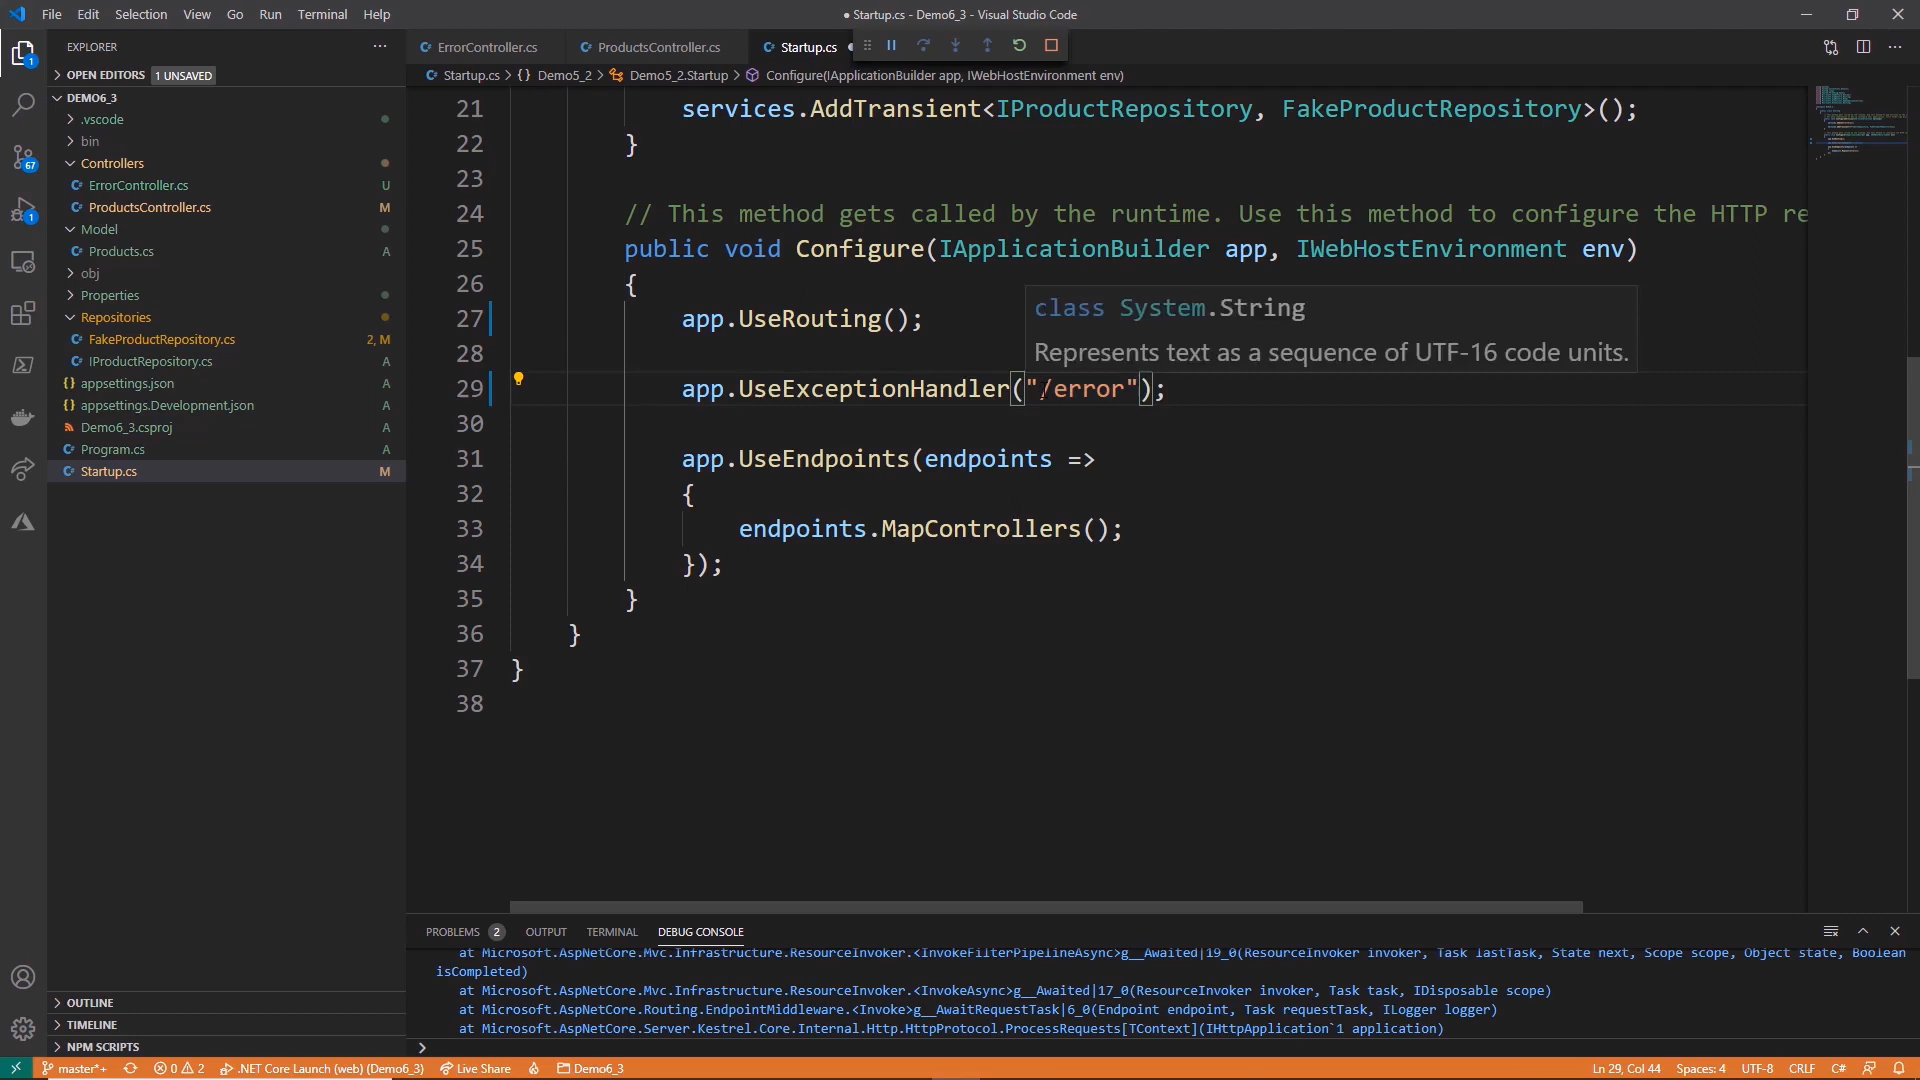 File Edit Selection View Go Run Terminal Help
● Startup.cs - Demo6_3 - Visual Studio Code
EXPLORER
ErrorController.cs
ProductsController.cs
Startup.cs
OPEN EDITORS 1 UNSAVED
Startup.cs > {} Demo5_2 > Demo5_2.Startup > Configure(IApplicationBuilder app, IWebHostEnvironment env)
DEMO6_3
.vscode
bin
Controllers
ErrorController.cs U
ProductsController.cs M
Model
Products.cs A
obj
Properties
Repositories
FakeProductRepository.cs 2, M
IProductRepository.cs A
appsettings.json A
appsettings.Development.json A
Demo6_3.csproj A
Program.cs A
Startup.cs M
OUTLINE
TIMELINE
NPM SCRIPTS
1
67
1
21 services.AddTransient<IProductRepository, FakeProductRepository>();
22 }
23
24 // This method gets called by the runtime. Use this method to configure the HTTP re
25 public void Configure(IApplicationBuilder app, IWebHostEnvironment env)
26 {
27 app.UseRouting();
class System.String
Represents text as a sequence of UTF-16 code units.
28
29 app.UseExceptionHandler("/error");
30
31 app.UseEndpoints(endpoints =>
32 {
33 endpoints.MapControllers();
34 });
35 }
36 }
37 }
38
PROBLEMS 2 OUTPUT TERMINAL DEBUG CONSOLE
at Microsoft.AspNetCore.Mvc.Infrastructure.ResourceInvoker.<InvokeFilterPipelineAsync>g__Awaited|19_0(ResourceInvoker invoker, Task lastTask, State next, Scope scope, Object state, Boolean
isCompleted)
at Microsoft.AspNetCore.Mvc.Infrastructure.ResourceInvoker.<InvokeAsync>g__Awaited|17_0(ResourceInvoker invoker, Task task, IDisposable scope)
at Microsoft.AspNetCore.Routing.EndpointMiddleware.<Invoke>g__AwaitRequestTask|6_0(Endpoint endpoint, Task requestTask, ILogger logger)
at Microsoft.AspNetCore.Server.Kestrel.Core.Internal.Http.HttpProtocol.ProcessRequests[TContext](IHttpApplication`1 application)
master*+ 0 2 .NET Core Launch (web) (Demo6_3) Live Share Demo6_3 Ln 29, Col 44 Spaces: 4 UTF-8 CRLF C#